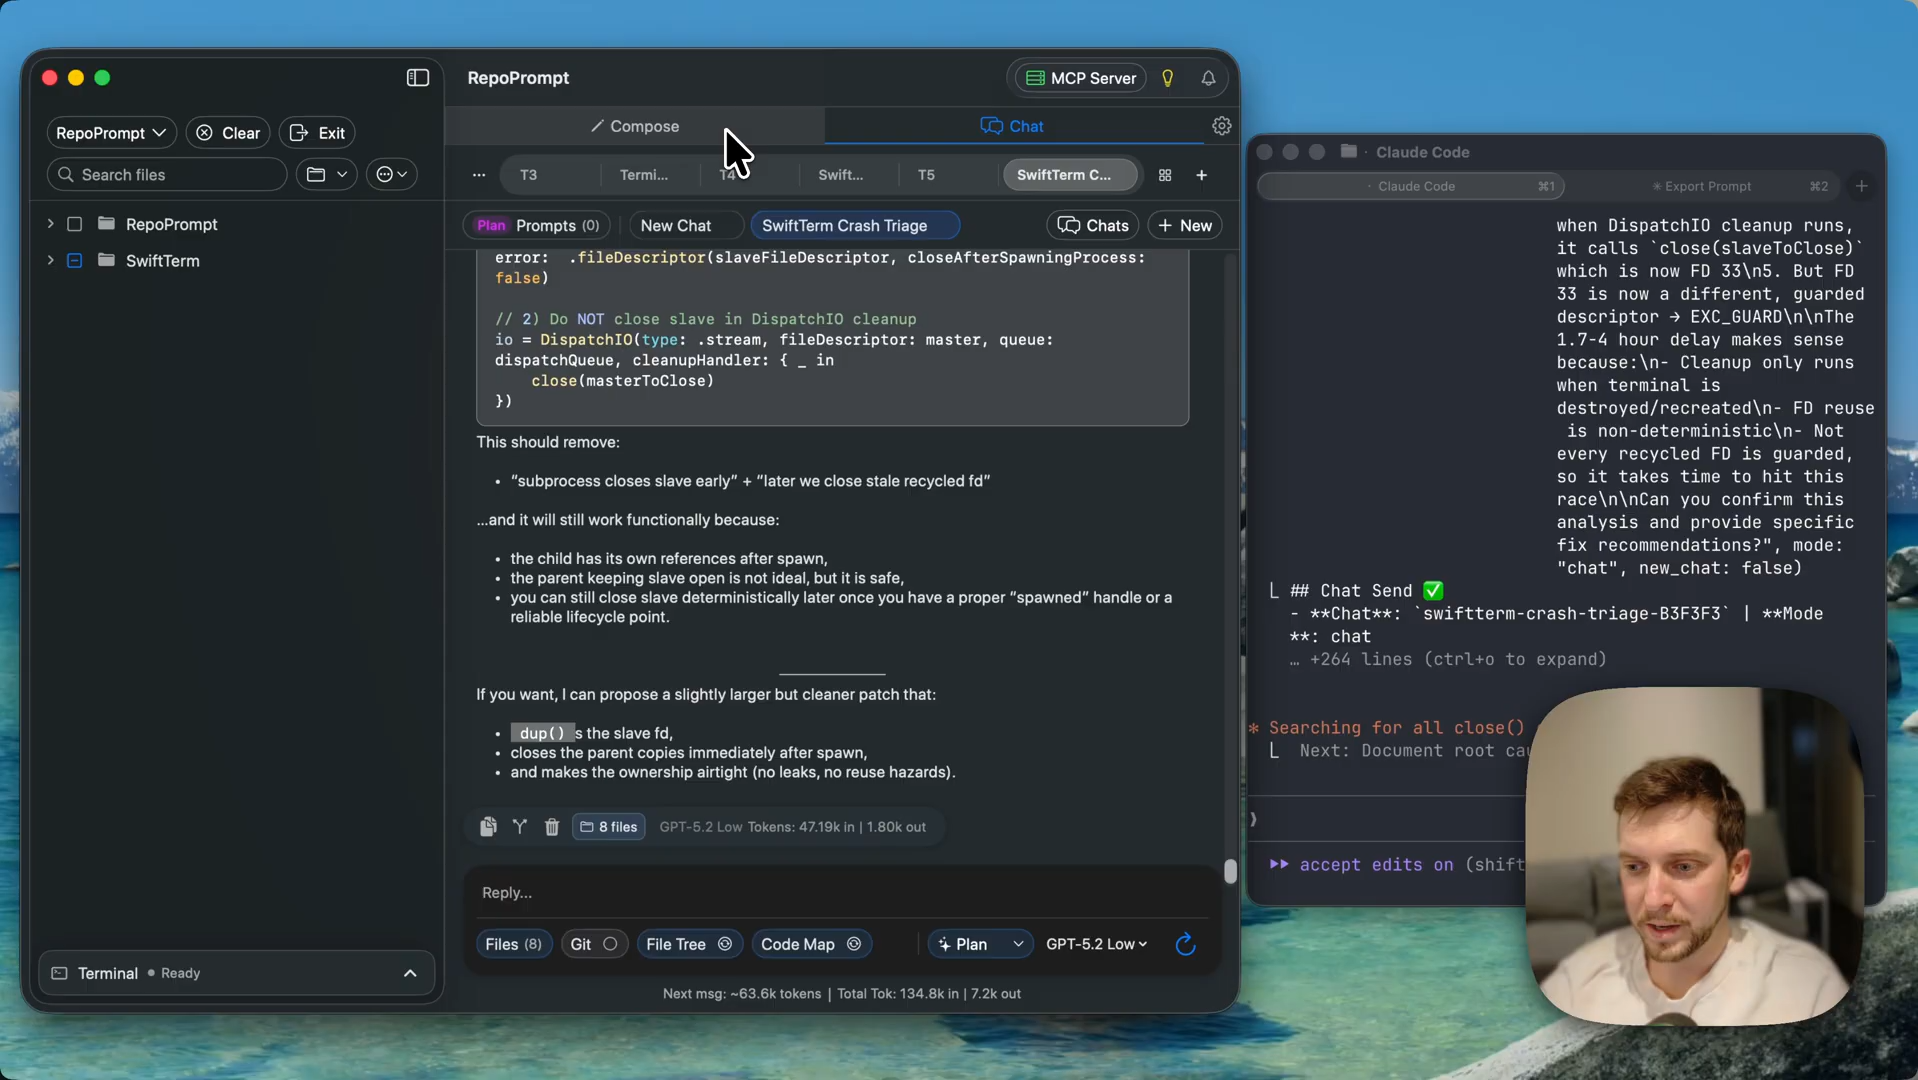 RepoPrompt
MCP Server
RepoPrompt
Clear
Exit
Compose
Chat
Search files
...
T3
Termi...
T4
Swift...
T5
SwiftTerm C...
Plan Prompts (0)
New Chat
SwiftTerm Crash Triage
Chats
New
RepoPrompt
SwiftTerm
error: .fileDescriptor(slaveFileDescriptor, closeAfterSpawningProcess:
false)
// 2) Do NOT close slave in DispatchIO cleanup
io = DispatchIO(type: .stream, fileDescriptor: master, queue:
dispatchQueue, cleanupHandler: { _ in
close(masterToClose)
})
This should remove:
• “subprocess closes slave early” + “later we close stale recycled fd”
...and it will still work functionally because:
• the child has its own references after spawn,
• the parent keeping slave open is not ideal, but it is safe,
• you can still close slave deterministically later once you have a proper “spawned” handle or a
reliable lifecycle point.
If you want, I can propose a slightly larger but cleaner patch that:
• dup() s the slave fd,
• closes the parent copies immediately after spawn,
• and makes the ownership airtight (no leaks, no reuse hazards).
8 files
GPT-5.2 Low Tokens: 47.19k in | 1.80k out
Reply...
Files (8)
Git
File Tree
Code Map
Plan
GPT-5.2 Low
Next msg: ~63.6k tokens | Total Tok: 134.8k in | 7.2k out
Terminal • Ready
· Claude Code
· Claude Code ⌘1
✳ Export Prompt ⌘2
when DispatchIO cleanup runs,
it calls `close(slaveToClose)`
which is now FD 33\n5. But FD
33 is now a different, guarded
descriptor → EXC_GUARD\n\nThe
1.7-4 hour delay makes sense
because:\n- Cleanup only runs
when terminal is
destroyed/recreated\n- FD reuse
is non-deterministic\n- Not
every recycled FD is guarded,
so it takes time to hit this
race\n\nCan you confirm this
analysis and provide specific
fix recommendations?", mode:
"chat", new_chat: false)
⎣ ## Chat Send ✅
- **Chat**: `swiftterm-crash-triage-B3F3F3` | **Mode
**: chat
… +264 lines (ctrl+o to expand)
* Searching for all close()
⎣ Next: Document root
accept edits on (shift